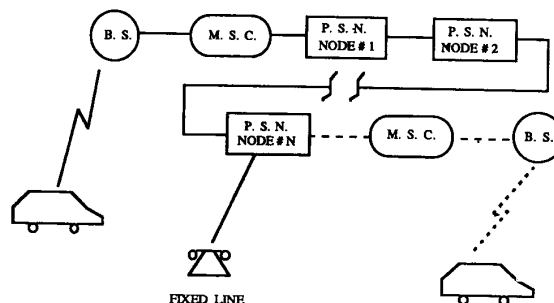 B. S.
M. S. C.
P. S. N.
NODE # 1
P. S. N.
NODE # 2
P. S. N.
NODE # N
M. S. C.
B. S.
FIXED LINE